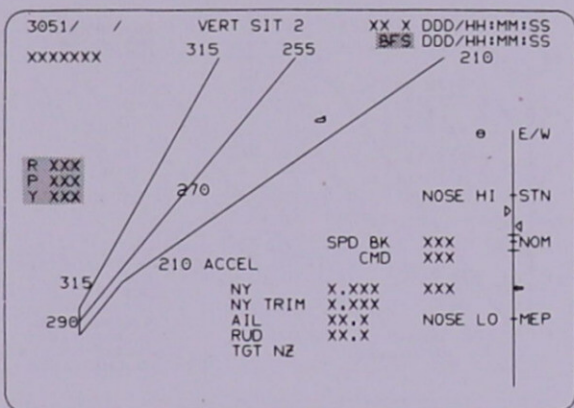 3051/ / VERT SIT 2 XX X DDD/HH:MM:SS
BFS DDD/HH:MM:SS
XXXXXXX 315 255 210
R XXX
P XXX
Y XXX
E/W
270
NOSE HI STN
SPD BK XXX NOM
CMD XXX
210 ACCEL
315
NY X.XXX XXX
NY TRIM X.XXX
290 AIL XX.X NOSE LO MEP
RUD XX.X
TGT NZ